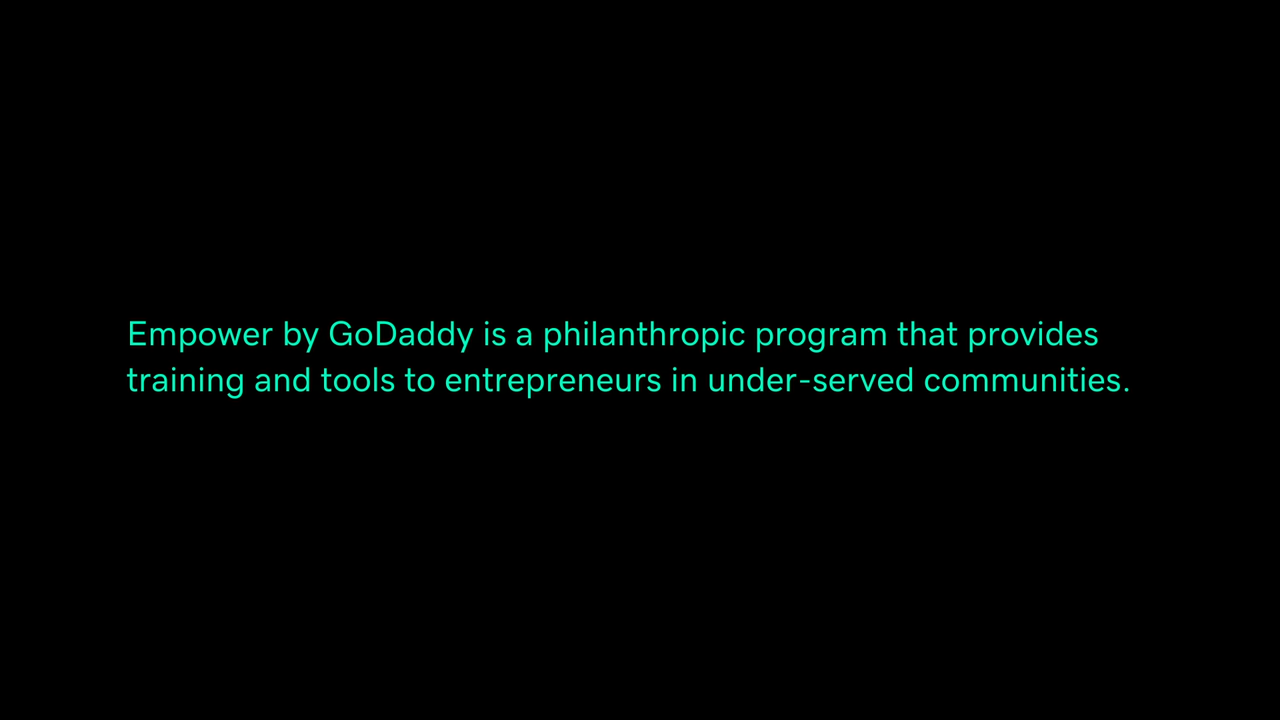 Empower by GoDaddy is a philanthropic program that provides
training and tools to entrepreneurs in under-served communities.